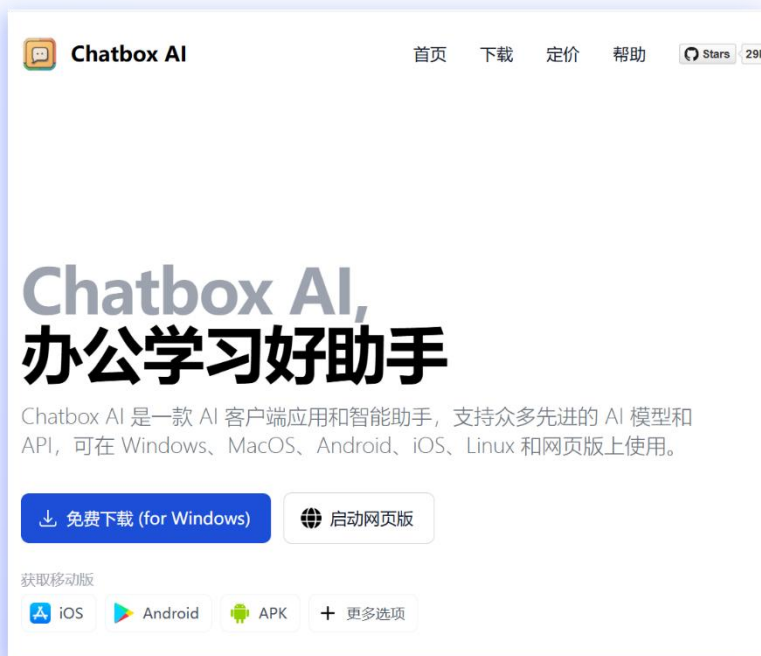 Chatbox AI 首页 下载 定价 帮助 Stars
Chatbox AI,
办公学习好助手
Chatbox AI 是一款 AI 客户端应用和智能助手，支持众多先进的 AI 模型和
API，可在 Windows、MacOS、Android、iOS、Linux 和网页版上使用。
免费下载 (for Windows) 启动网页版
获取移动版
iOS Android APK 更多选项